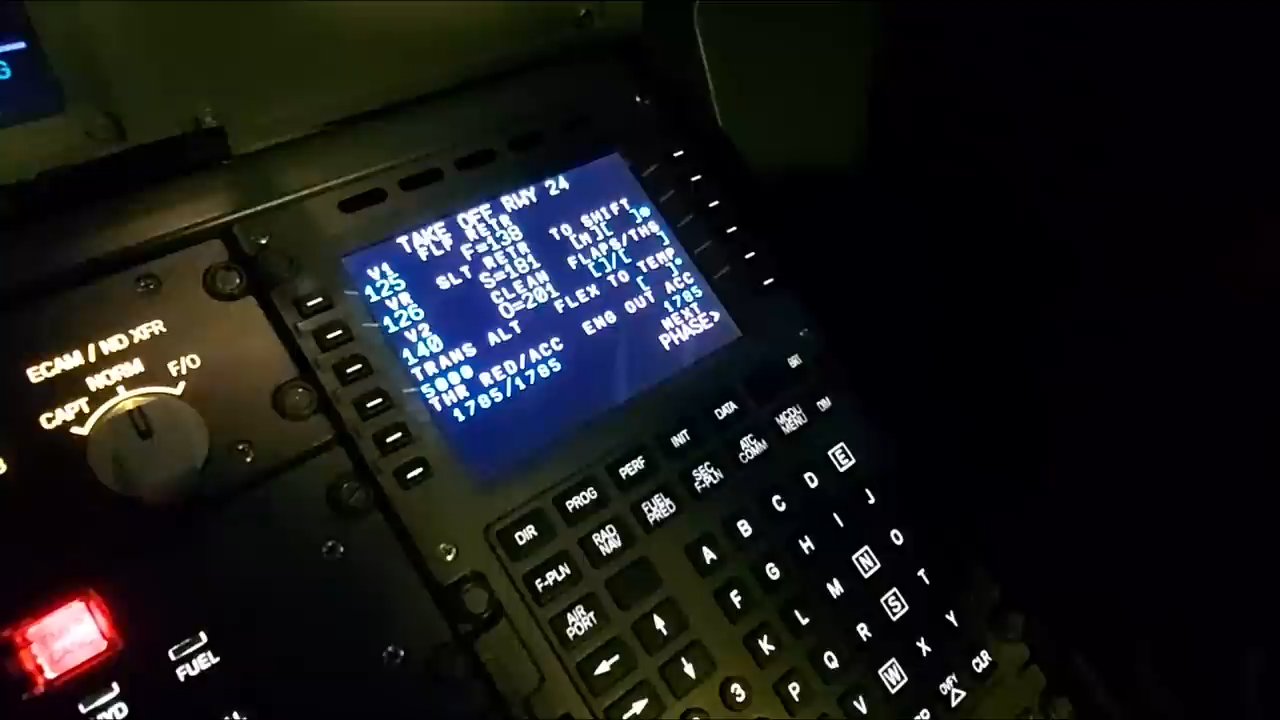 G
TAKE OFF RWY 24
V1 FLP RETR TO SHIFT
125 F=138 [M][ ]*
VR SLT RETR FLAPS/THS
126 S=181 []/[ ]
V2 CLEAN FLEX TO TEMP
140 O=201 [ ]*
TRANS ALT ENG OUT ACC
5000 1785
THR RED/ACC NEXT
1785/1785 PHASE>
ECAM / ND XFR
CAPT NORM F/O
BRT
DIM
DIR PROG PERF INIT DATA
F-PLN RAD NAV FUEL PRED SEC F-PLN ATC COMM MCDU MENU
AIR PORT
← ↑
→ ↓
A B C D E
F G H I J
K L M N O
P Q R S T
V W X Y
OVFY △ CLR
3
FUEL